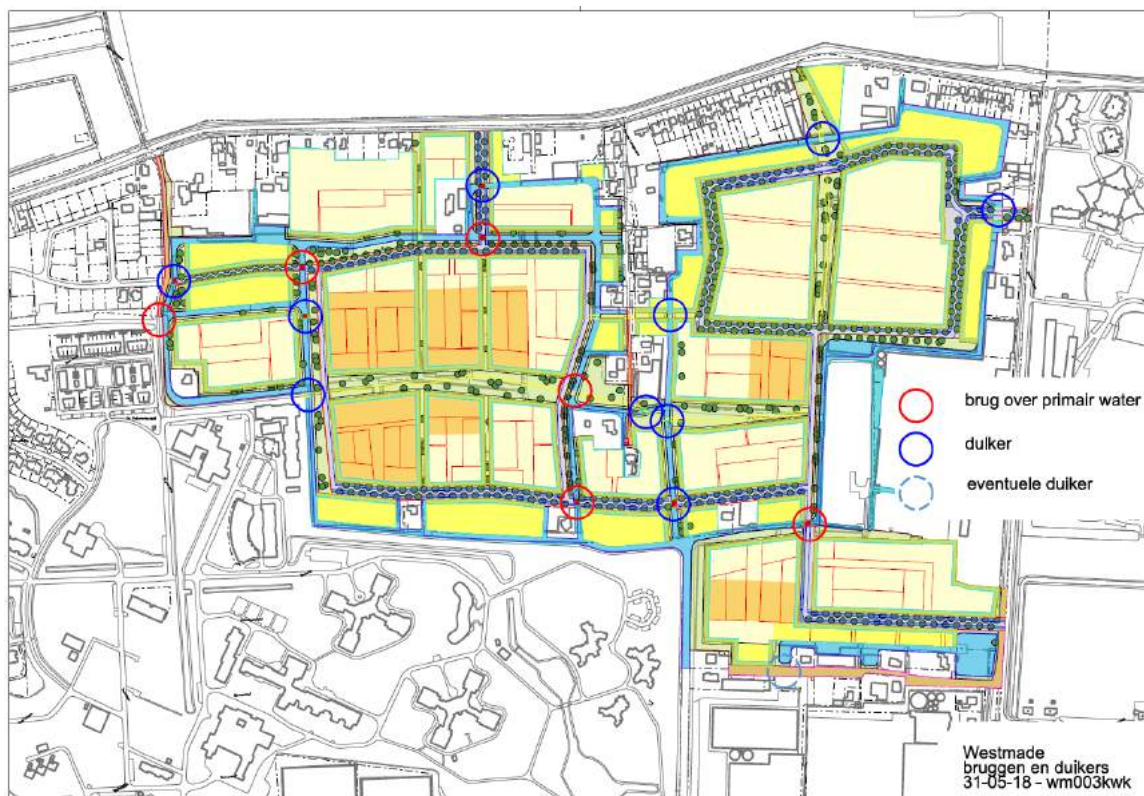 brug over primair water
duiker
eventuele duiker
Westmade
bruggen en duikers
31-05-18 - wm003kwk